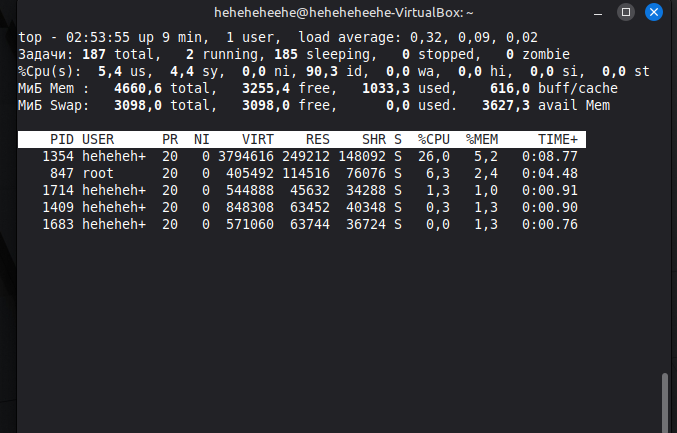 heheheheehe@heheheheehe-VirtualBox: ~
top - 02:53:55 up 9 min,  1 user,  load average: 0,32, 0,09, 0,02
Задачи: 187 total,   2 running, 185 sleeping,   0 stopped,   0 zombie
%Cpu(s):  5,4 us,  4,4 sy,  0,0 ni, 90,3 id,  0,0 wa,  0,0 hi,  0,0 si,  0,0 st
МиБ Mem :   4660,6 total,   3255,4 free,   1033,3 used,    616,0 buff/cache
МиБ Swap:   3098,0 total,   3098,0 free,      0,0 used.   3627,3 avail Mem
PID USER      PR  NI    VIRT    RES    SHR S  %CPU  %MEM     TIME+
1354 heheheh+  20   0 3794616 249212 148092 S  26,0   5,2   0:08.77
847 root      20   0  405492 114516  76076 S   6,3   2,4   0:04.48
1714 heheheh+  20   0  544888  45632  34288 S   1,3   1,0   0:00.91
1409 heheheh+  20   0  848308  63452  40348 S   0,3   1,3   0:00.90
1683 heheheh+  20   0  571060  63744  36724 S   0,0   1,3   0:00.76